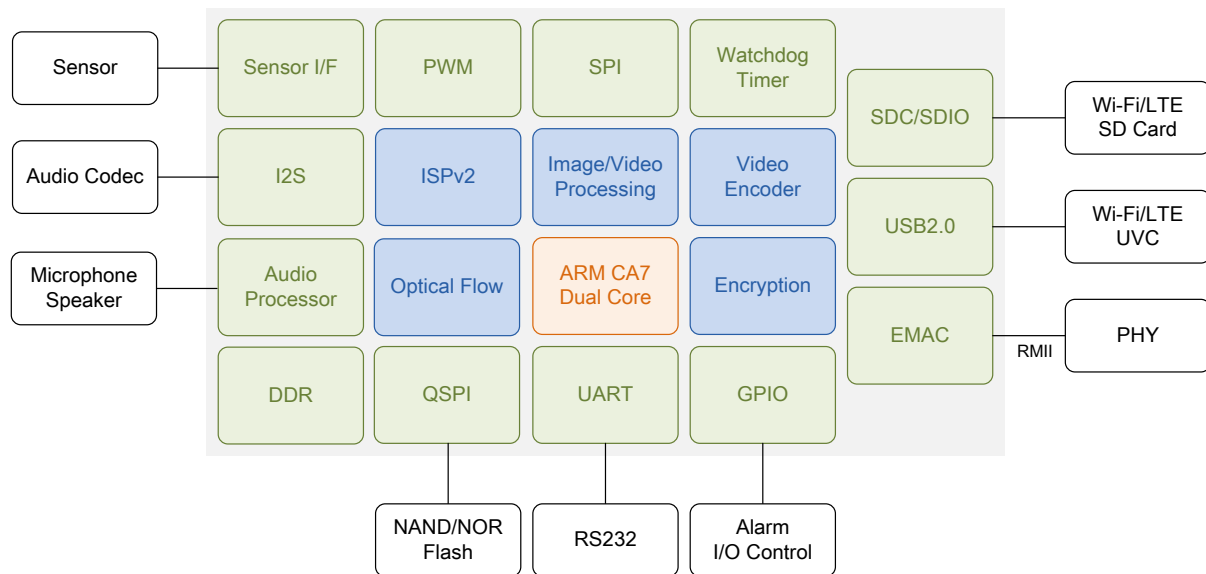 Sensor
Sensor I/F
PWM
SPI
Watchdog
Timer
SDC/SDIO
Wi-Fi/LTE
SD Card
Audio Codec
I2S
ISPv2
Image/Video
Processing
Video
Encoder
USB2.0
Wi-Fi/LTE
UVC
Microphone
Speaker
Audio
Processor
Optical Flow
ARM CA7
Dual Core
Encryption
EMAC
RMII
PHY
DDR
QSPI
UART
GPIO
NAND/NOR
Flash
RS232
Alarm
I/O Control